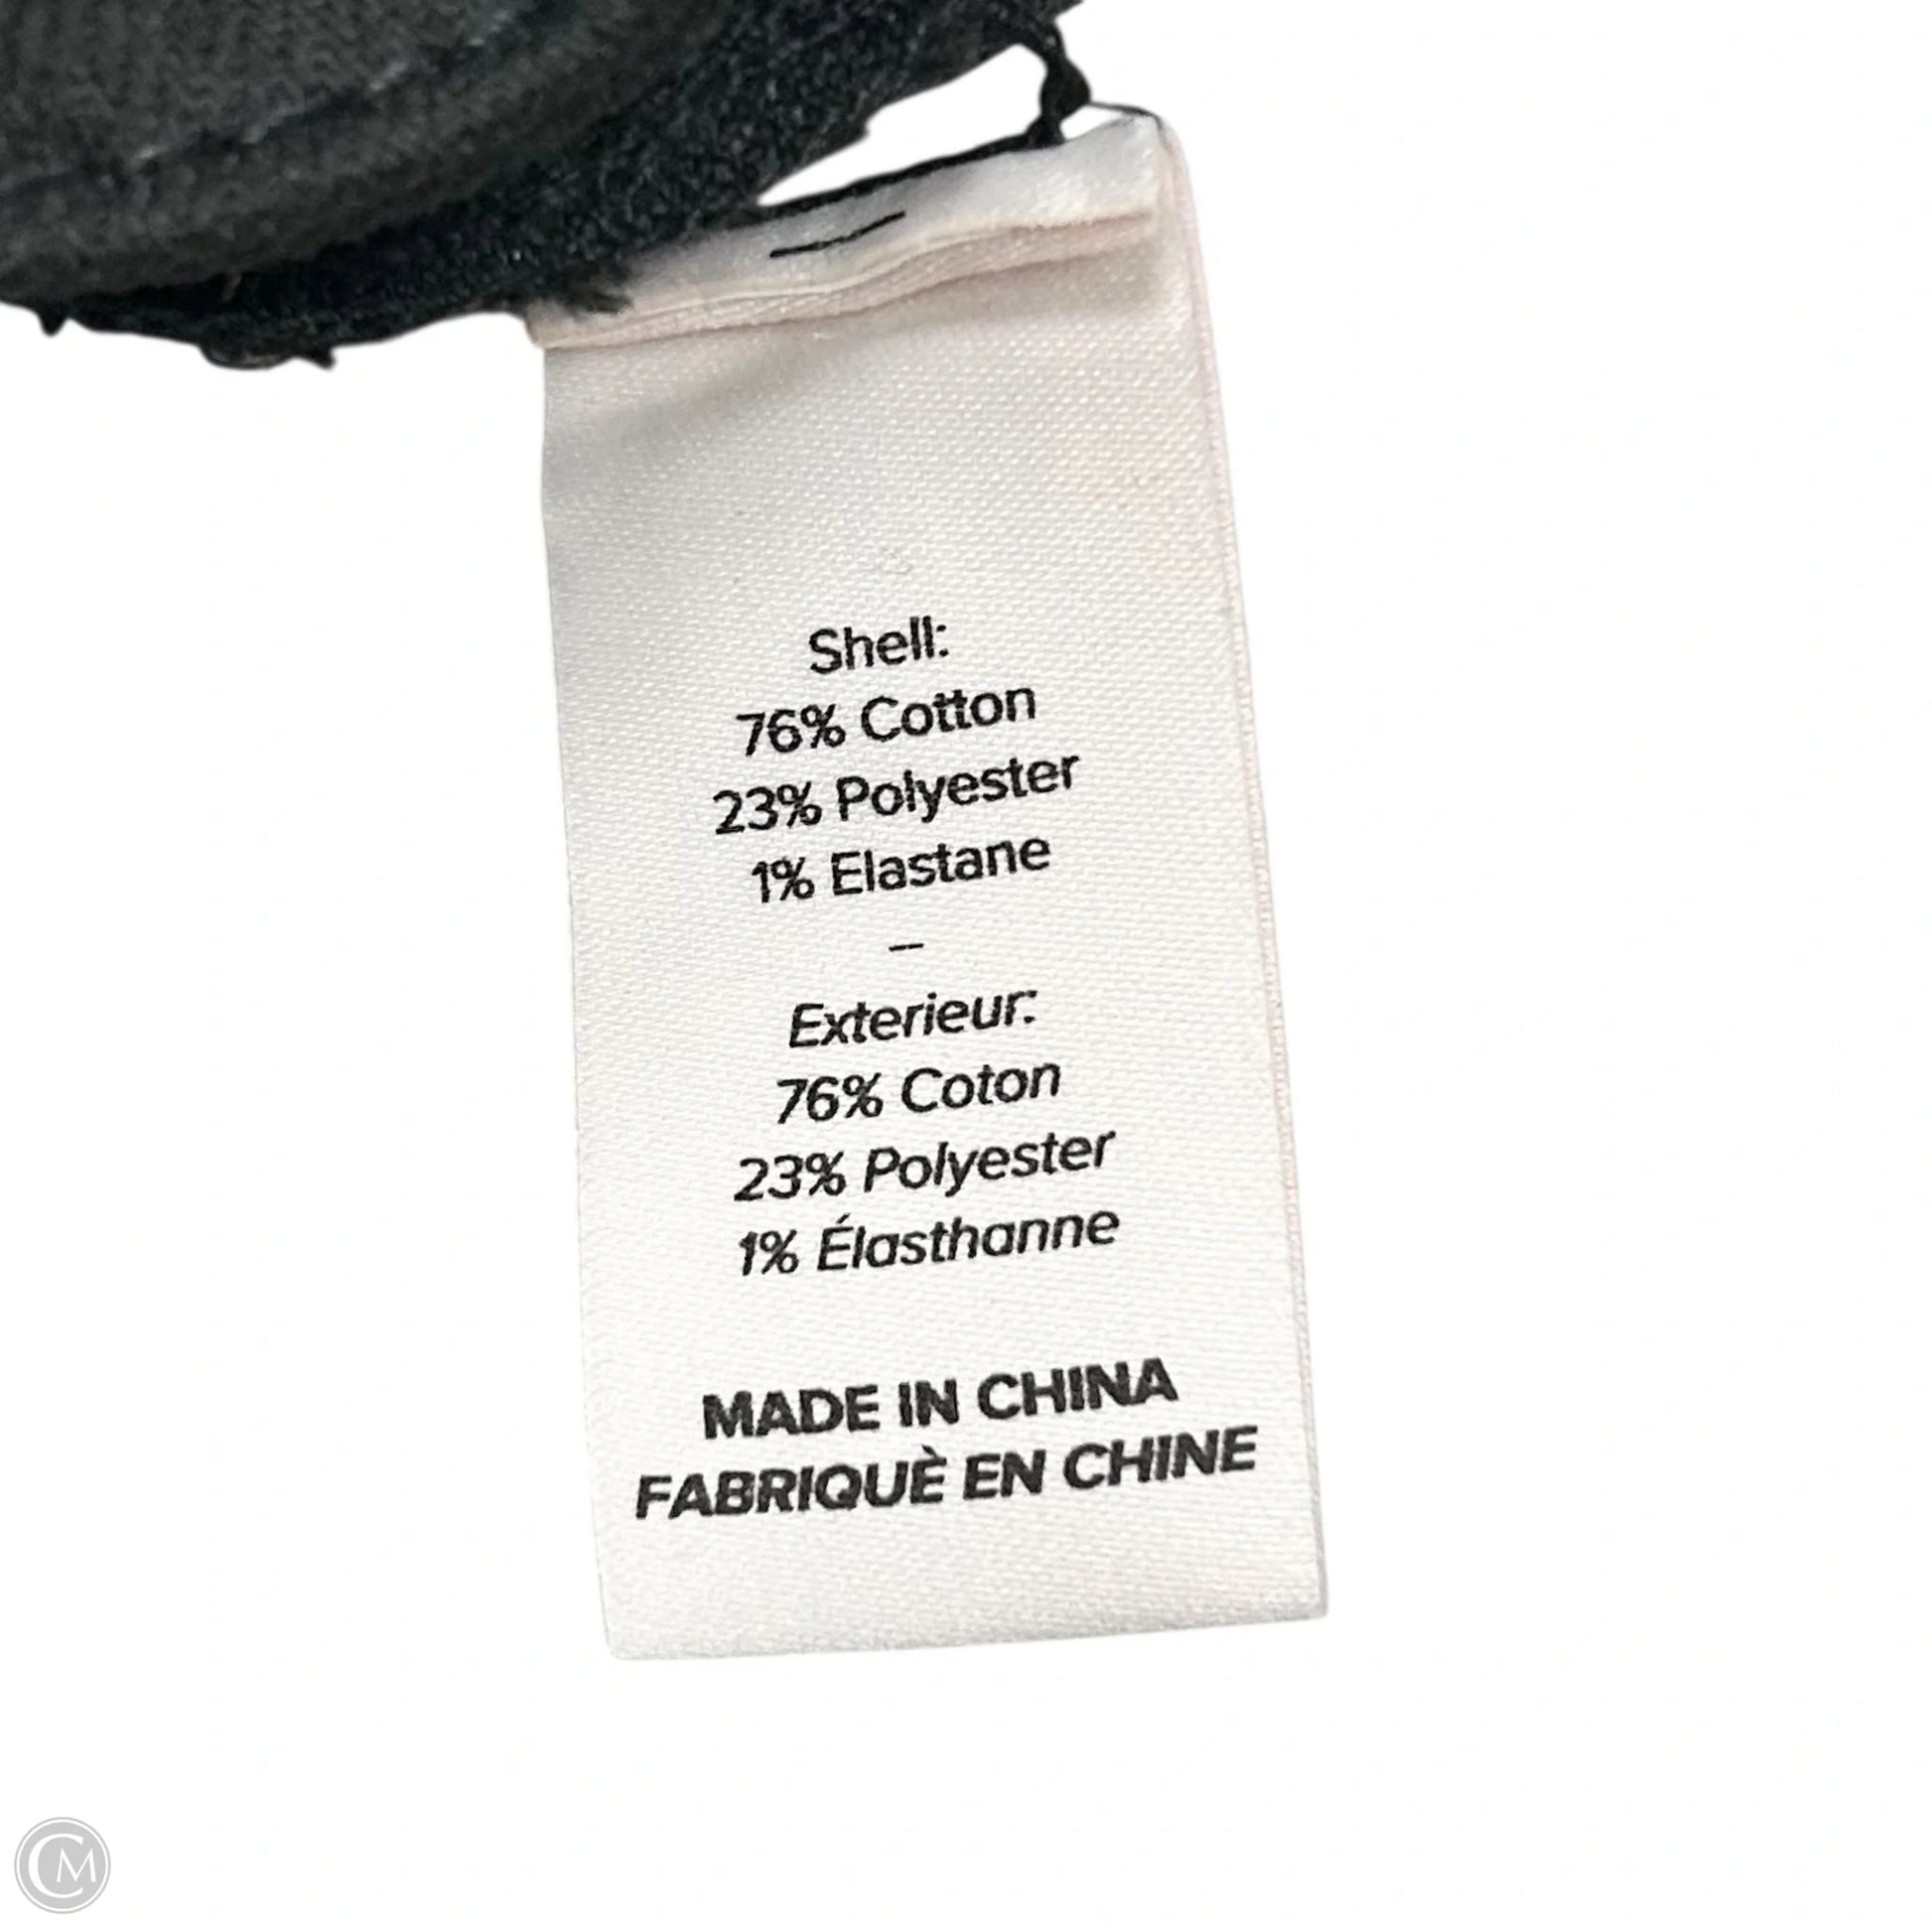 Shell:
76% Cotton
23% Polyester
1% Elastane
–
Exterieur:
76% Coton
23% Polyester
1% Élasthanne
MADE IN CHINA
FABRIQUÈ EN CHINE
CM